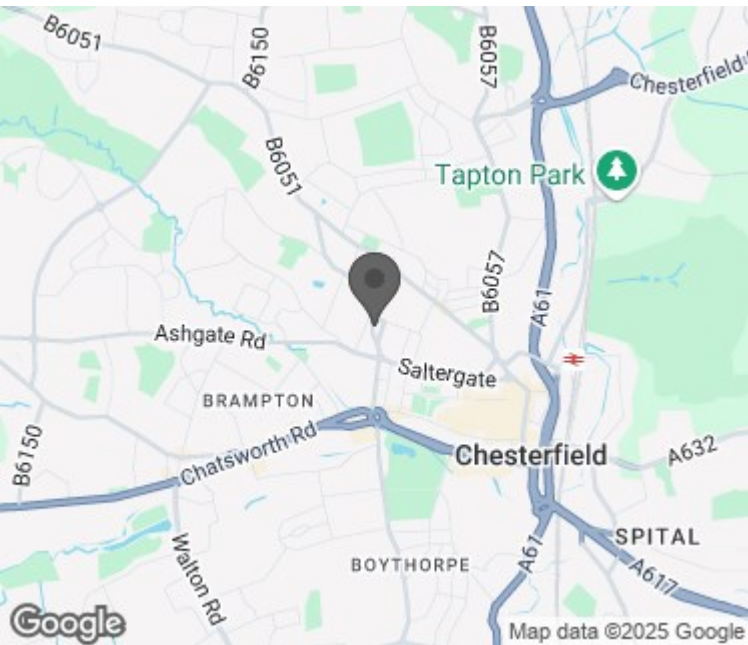 B6051
B6150
B6057
Chesterfield
Tapton Park
B6051
B6057
A61
Ashgate Rd
Saltergate
BRAMPTON
Chatsworth Rd
B6150
Chesterfield
A632
Walton Rd
BOYTHORPE
A61
SPITAL
A617
Google
Map data ©2025 Google